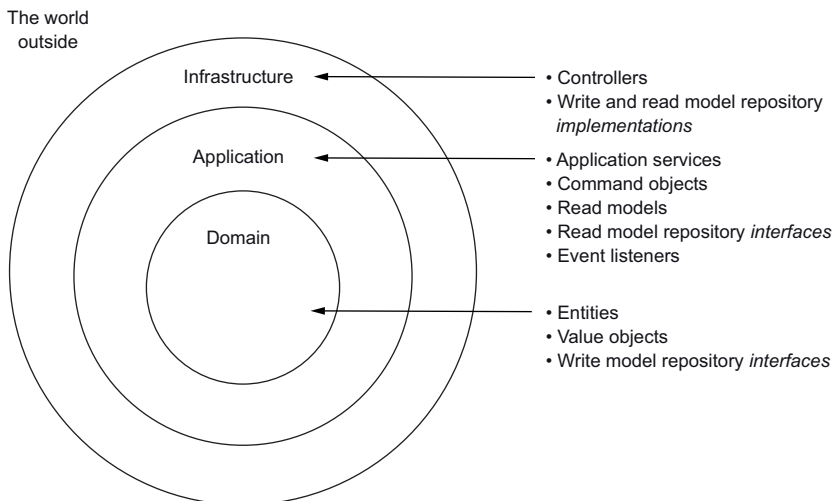 The world
outside
Infrastructure
• Controllers
• Write and read model repository
implementations
Application
• Application services
• Command objects
• Read models
• Read model repository interfaces
• Event listeners
Domain
• Entities
• Value objects
• Write model repository interfaces